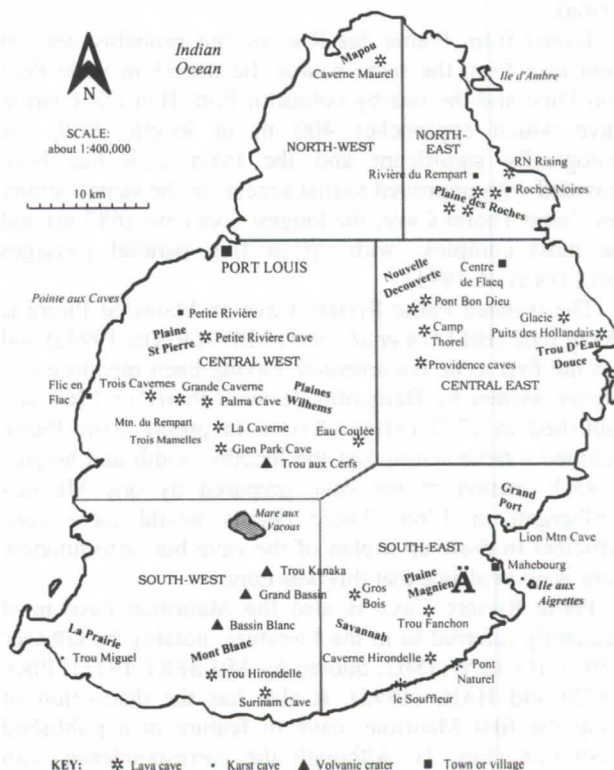 Indian
Ocean
N
SCALE:
about 1:400,000
10 km
Mapou
Caverne Maurel
Ile d'Ambre
NORTH-WEST
NORTH-
EAST
RN Rising
Rivière du Rempart
Roches Noires
Plaine des Roches
PORT LOUIS
Nouvelle
Decouverte
Centre
de Flacq
Pointe aux Caves
Petite Rivière
Pont Bon Dieu
Plaine
St Pierre
Petite Rivière Cave
Camp
Thorel
Puits des Hollandais
Trou D'Eau
Douce
CENTRAL WEST
Providence caves
CENTRAL EAST
Flic en
Flac
Trois Cavernes
Grande Caverne
Plaines
Wilhems
Palma Cave
Mt. du Rempart
Trois Mamelles
La Caverne
Eau Coulee
Glen Park Cave
Trou aux Cerfs
Grand
Port
Mare aux
Vacoas
Lion Mtn Cave
SOUTH-EAST
Mahebourg
SOUTH-WEST
Trou Kanaka
Plaine
Magnien
Ä
Ile aux
Aigrettes
Grand Bassin
Gros
Bois
Trou Fanchon
Bassin Blanc
Savannah
La Prairie
Trou Miguel
Mont Blanc
Caverne Hirondelle
Trou Hirondelle
Pont
Naturel
Surinam Cave
le Souffleur
KEY: Lava cave Karst cave Volcanic crater Town or village